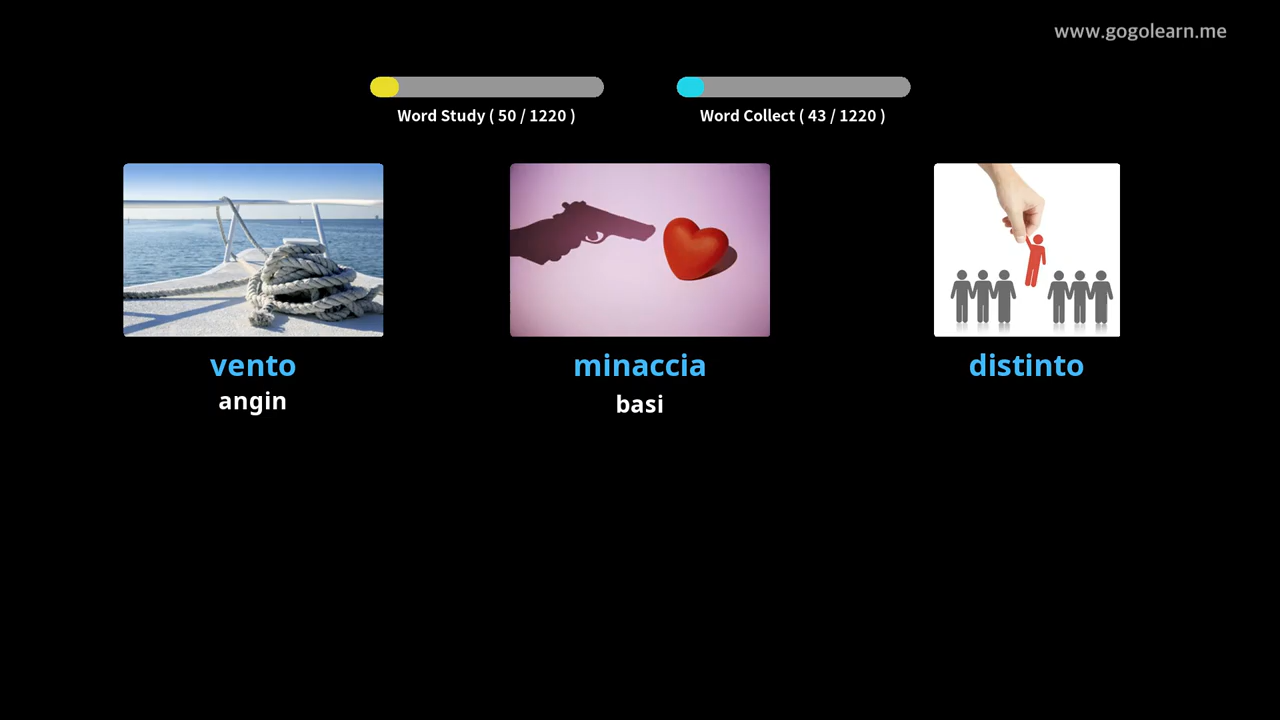 www.gogolearn.me
Word Study ( 50 / 1220 )
Word Collect ( 43 / 1220 )
vento
minaccia
distinto
angin
basi